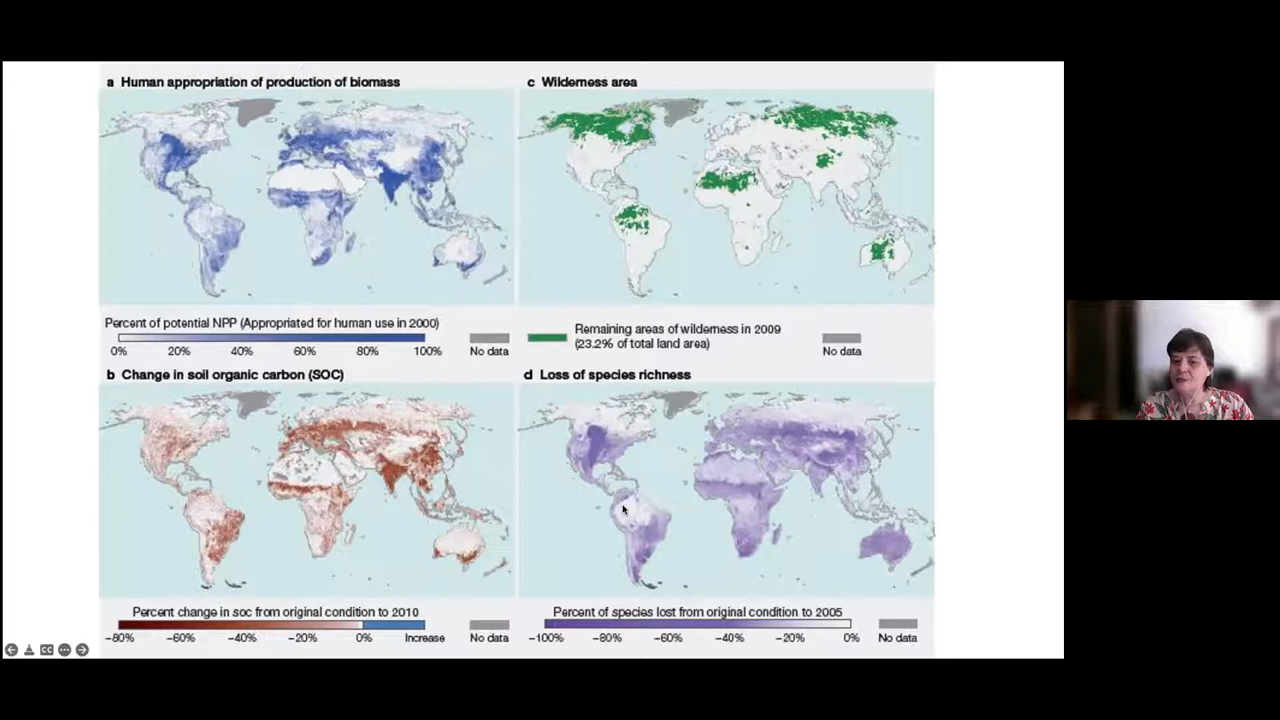 a Human appropriation of production of biomass
Percent of potential NPP (Appropriated for human use in 2000)
0% 20% 40% 60% 80% 100%
No data
c Wilderness area
Remaining areas of wilderness in 2009
(23.2% of total land area)
No data
b Change in soil organic carbon (SOC)
Percent change in soc from original condition to 2010
−80% −60% −40% −20% 0% Increase
No data
d Loss of species richness
Percent of species lost from original condition to 2005
−100% −80% −60% −40% −20% 0%
No data
CC